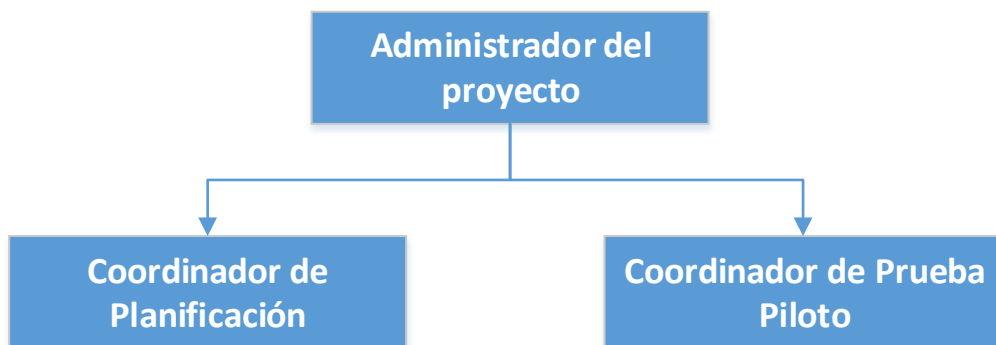 Administrador del
proyecto
Coordinador de
Planificación
Coordinador de Prueba
Piloto